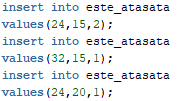 insert into este_atasata
values(24,15,2);
insert into este_atasata
values(32,15,1);
insert into este_atasata
values(24,20,1);